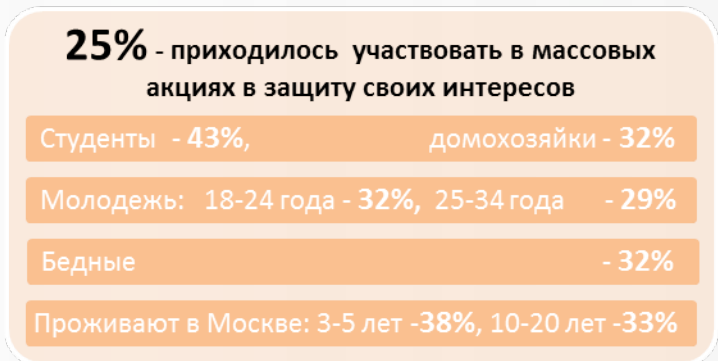 25% - приходилось участвовать в массовых
акциях в защиту своих интересов
Студенты - 43%, домохозяйки - 32%
Молодежь: 18-24 года - 32%, 25-34 года - 29%
Бедные - 32%
Проживают в Москве: 3-5 лет -38%, 10-20 лет -33%